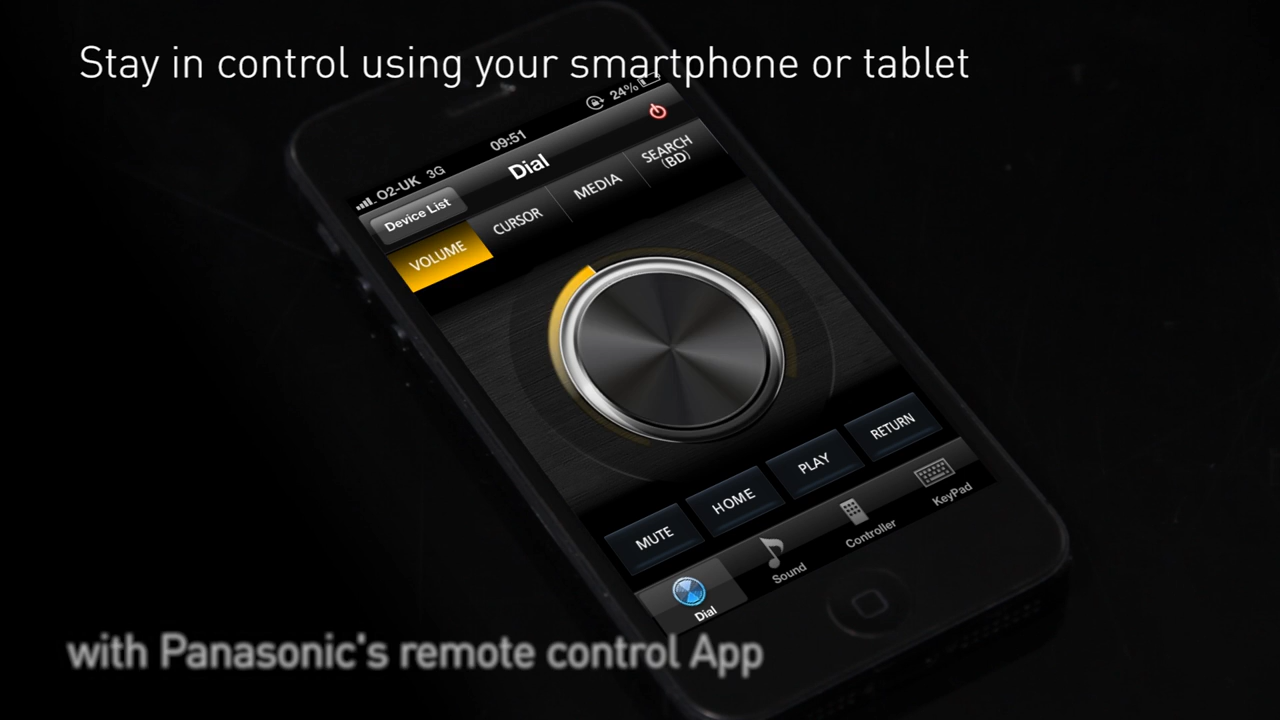 Stay in control using your smartphone or tablet
O2-UK 3G 09:51 24%
Device List Dial
VOLUME CURSOR MEDIA SEARCH
(BD)
MUTE HOME PLAY RETURN
Dial Sound Controller KeyPad
with Panasonic's remote control App